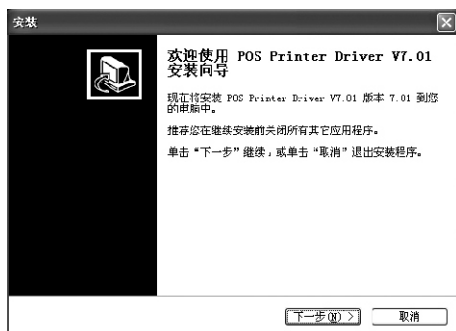 安装
欢迎使用 POS Printer Driver V7.01
安装向导
现在将安装 POS Printer Driver V7.01 版本 7.01 到您
的电脑中。
推荐您在继续安装前关闭所有其它应用程序。
单击“下一步”继续，或单击“取消”退出安装程序。
下一步(N) >
取消